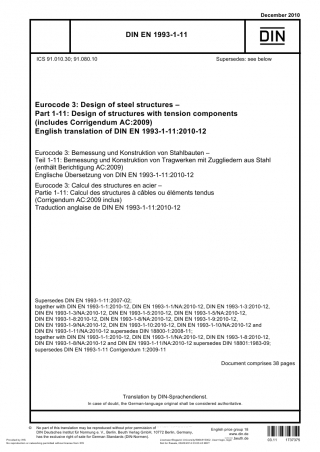 December 2010
DIN EN 1993-1-11
DIN
ICS 91.010.30; 91.080.10
Supersedes: see below
Eurocode 3: Design of steel structures –
Part 1-11: Design of structures with tension components
(includes Corrigendum AC:2009)
English translation of DIN EN 1993-1-11:2010-12
Eurocode 3: Bemessung und Konstruktion von Stahlbauten –
Teil 1-11: Bemessung und Konstruktion von Tragwerken mit Zuggliedern aus Stahl
(enthält Berichtigung AC:2009)
Englische Übersetzung von DIN EN 1993-1-11:2010-12
Eurocode 3: Calcul des structures en acier –
Partie 1-11: Calcul des structures à câbles ou éléments tendus
(Corrigendum AC:2009 inclus)
Traduction anglaise de DIN EN 1993-1-11:2010-12
Supersedes DIN EN 1993-1-11:2007-02,
together with DIN EN 1993-1-1:2010-12, DIN EN 1993-1-1/NA:2010-12, DIN EN 1993-1-3:2010-12,
DIN EN 1993-1-3/NA:2010-12, DIN EN 1993-1-5:2010-12, DIN EN 1993-1-5/NA:2010-12,
DIN EN 1993-1-8:2010-12, DIN EN 1993-1-8/NA:2010-12, DIN EN 1993-1-9:2010-12,
DIN EN 1993-1-9/NA:2010-12, DIN EN 1993-1-10:2010-12, DIN EN 1993-1-10/NA:2010-12 and
DIN EN 1993-1-11/NA:2010-12 supersedes DIN 18800-1:2008-11;
together with DIN EN 1993-1-1:2010-12, DIN EN 1993-1-1/NA:2010-12, DIN EN 1993-1-8:2010-12,
DIN EN 1993-1-8/NA:2010-12 and DIN EN 1993-1-11/NA:2010-12 supersedes DIN 18801:1983-09;
supersedes DIN EN 1993-1-11 Corrigendum 1:2009-11
Document comprises 38 pages
Translation by DIN-Sprachendienst.
In case of doubt, the German-language original shall be considered authoritative.
© No part of this translation may be reproduced without prior permission of
DIN Deutsches Institut für Normung e. V., Berlin. Beuth Verlag GmbH, 10772 Berlin, Germany,
has the exclusive right of sale for German Standards (DIN-Normen).
English price group 16
www.din.de
www.beuth.de